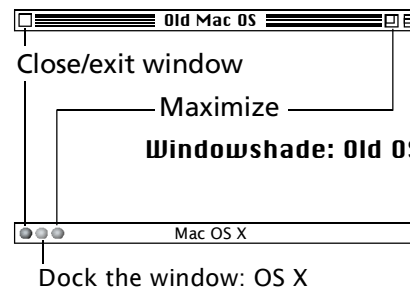 Old Mac OS
Close/exit window
Maximize
Windowshade: Old OS
Mac OS X
Dock the window: OS X